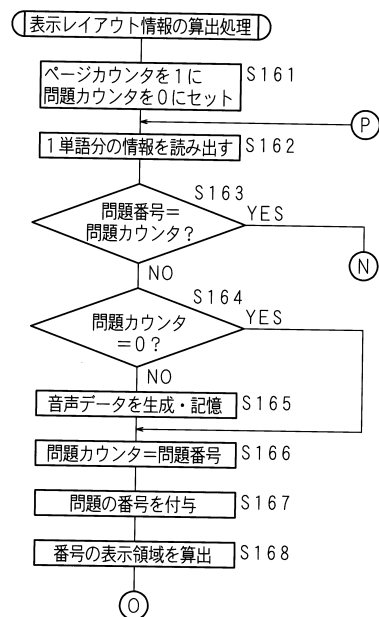 表示レイアウト情報の算出処理
ページカウンタを1に
問題カウンタを0にセット
S161
P
1単語分の情報を読み出す
S162
S163
問題番号=
問題カウンタ?
YES
N
NO
S164
問題カウンタ
=0?
YES
NO
音声データを生成・記憶
S165
問題カウンタ=問題番号
S166
問題の番号を付与
S167
番号の表示領域を算出
S168
O